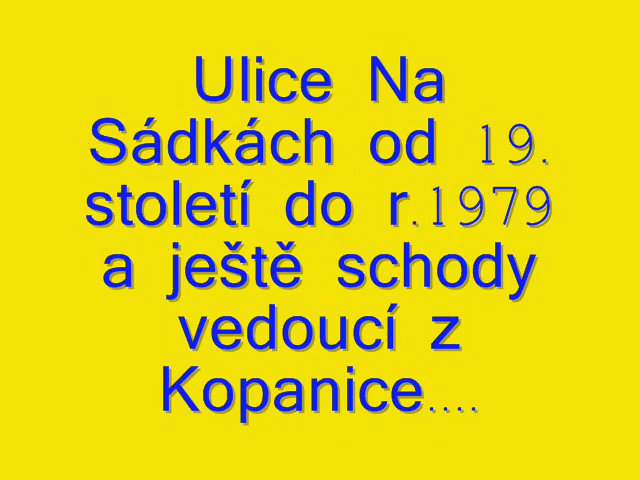 Ulice Na
Sádkách od 19.
století do r.1979
a ještě schody
vedoucí z
Kopanice....